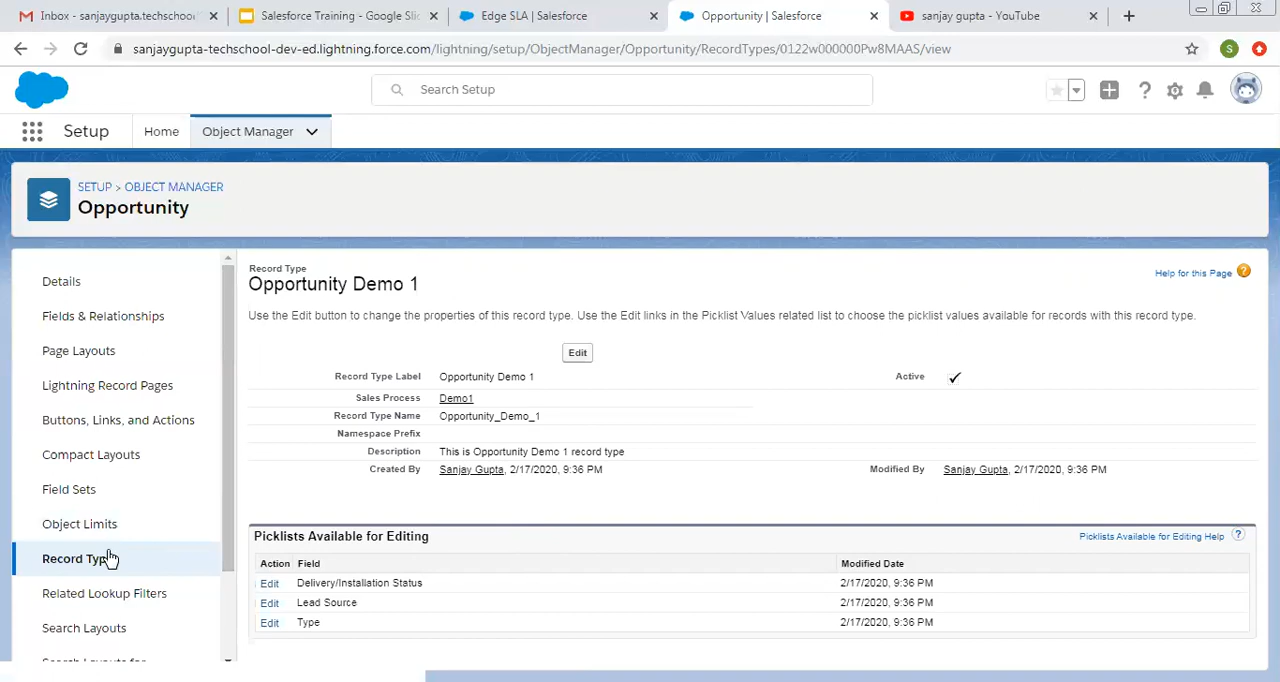 Inbox - sanjaygupta.techschool
Salesforce Training - Google Slid
Edge SLA | Salesforce
Opportunity | Salesforce
sanjay gupta - YouTube
sanjaygupta-techschool-dev-ed.lightning.force.com/lightning/setup/ObjectManager/Opportunity/RecordTypes/0122w000000Pw8MAAS/view
S
Search Setup
Setup
Home
Object Manager
SETUP > OBJECT MANAGER
Opportunity
Details
Fields & Relationships
Page Layouts
Lightning Record Pages
Buttons, Links, and Actions
Compact Layouts
Field Sets
Object Limits
Record Types
Related Lookup Filters
Search Layouts
Record Type
Opportunity Demo 1
Help for this Page
Use the Edit button to change the properties of this record type. Use the Edit links in the Picklist Values related list to choose the picklist values available for records with this record type.
Edit
Record Type Label Opportunity Demo 1 Active
Sales Process Demo1
Record Type Name Opportunity_Demo_1
Namespace Prefix
Description This is Opportunity Demo 1 record type
Created By Sanjay Gupta, 2/17/2020, 9:36 PM Modified By Sanjay Gupta, 2/17/2020, 9:36 PM
Picklists Available for Editing Picklists Available for Editing Help ?
Action Field Modified Date
Edit Delivery/Installation Status 2/17/2020, 9:36 PM
Edit Lead Source 2/17/2020, 9:36 PM
Edit Type 2/17/2020, 9:36 PM